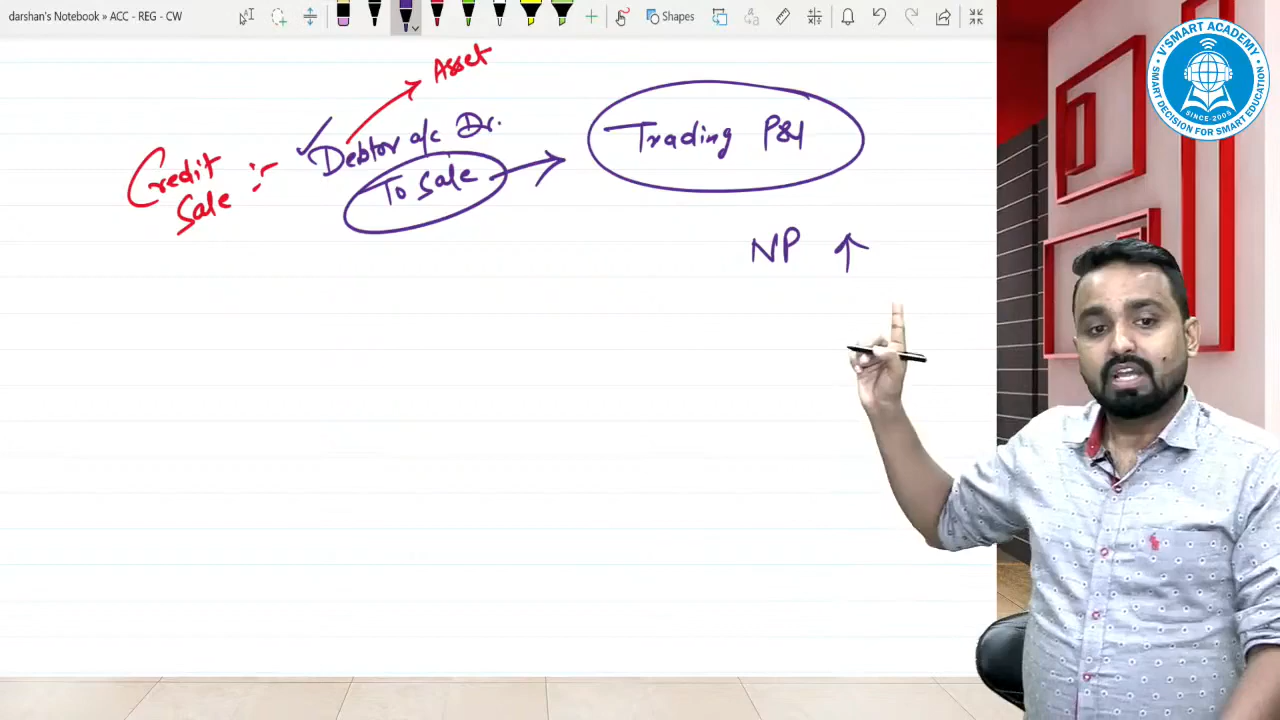 darshan's Notebook » ACC - REG - CW
Shapes
V'SMART ACADEMY
SMART DECISION FOR SMART EDUCATION
SINCE-2005
Asset
Credit Sale :- Debtor a/c Dr.
To Sale
Trading P&L
NP ↑